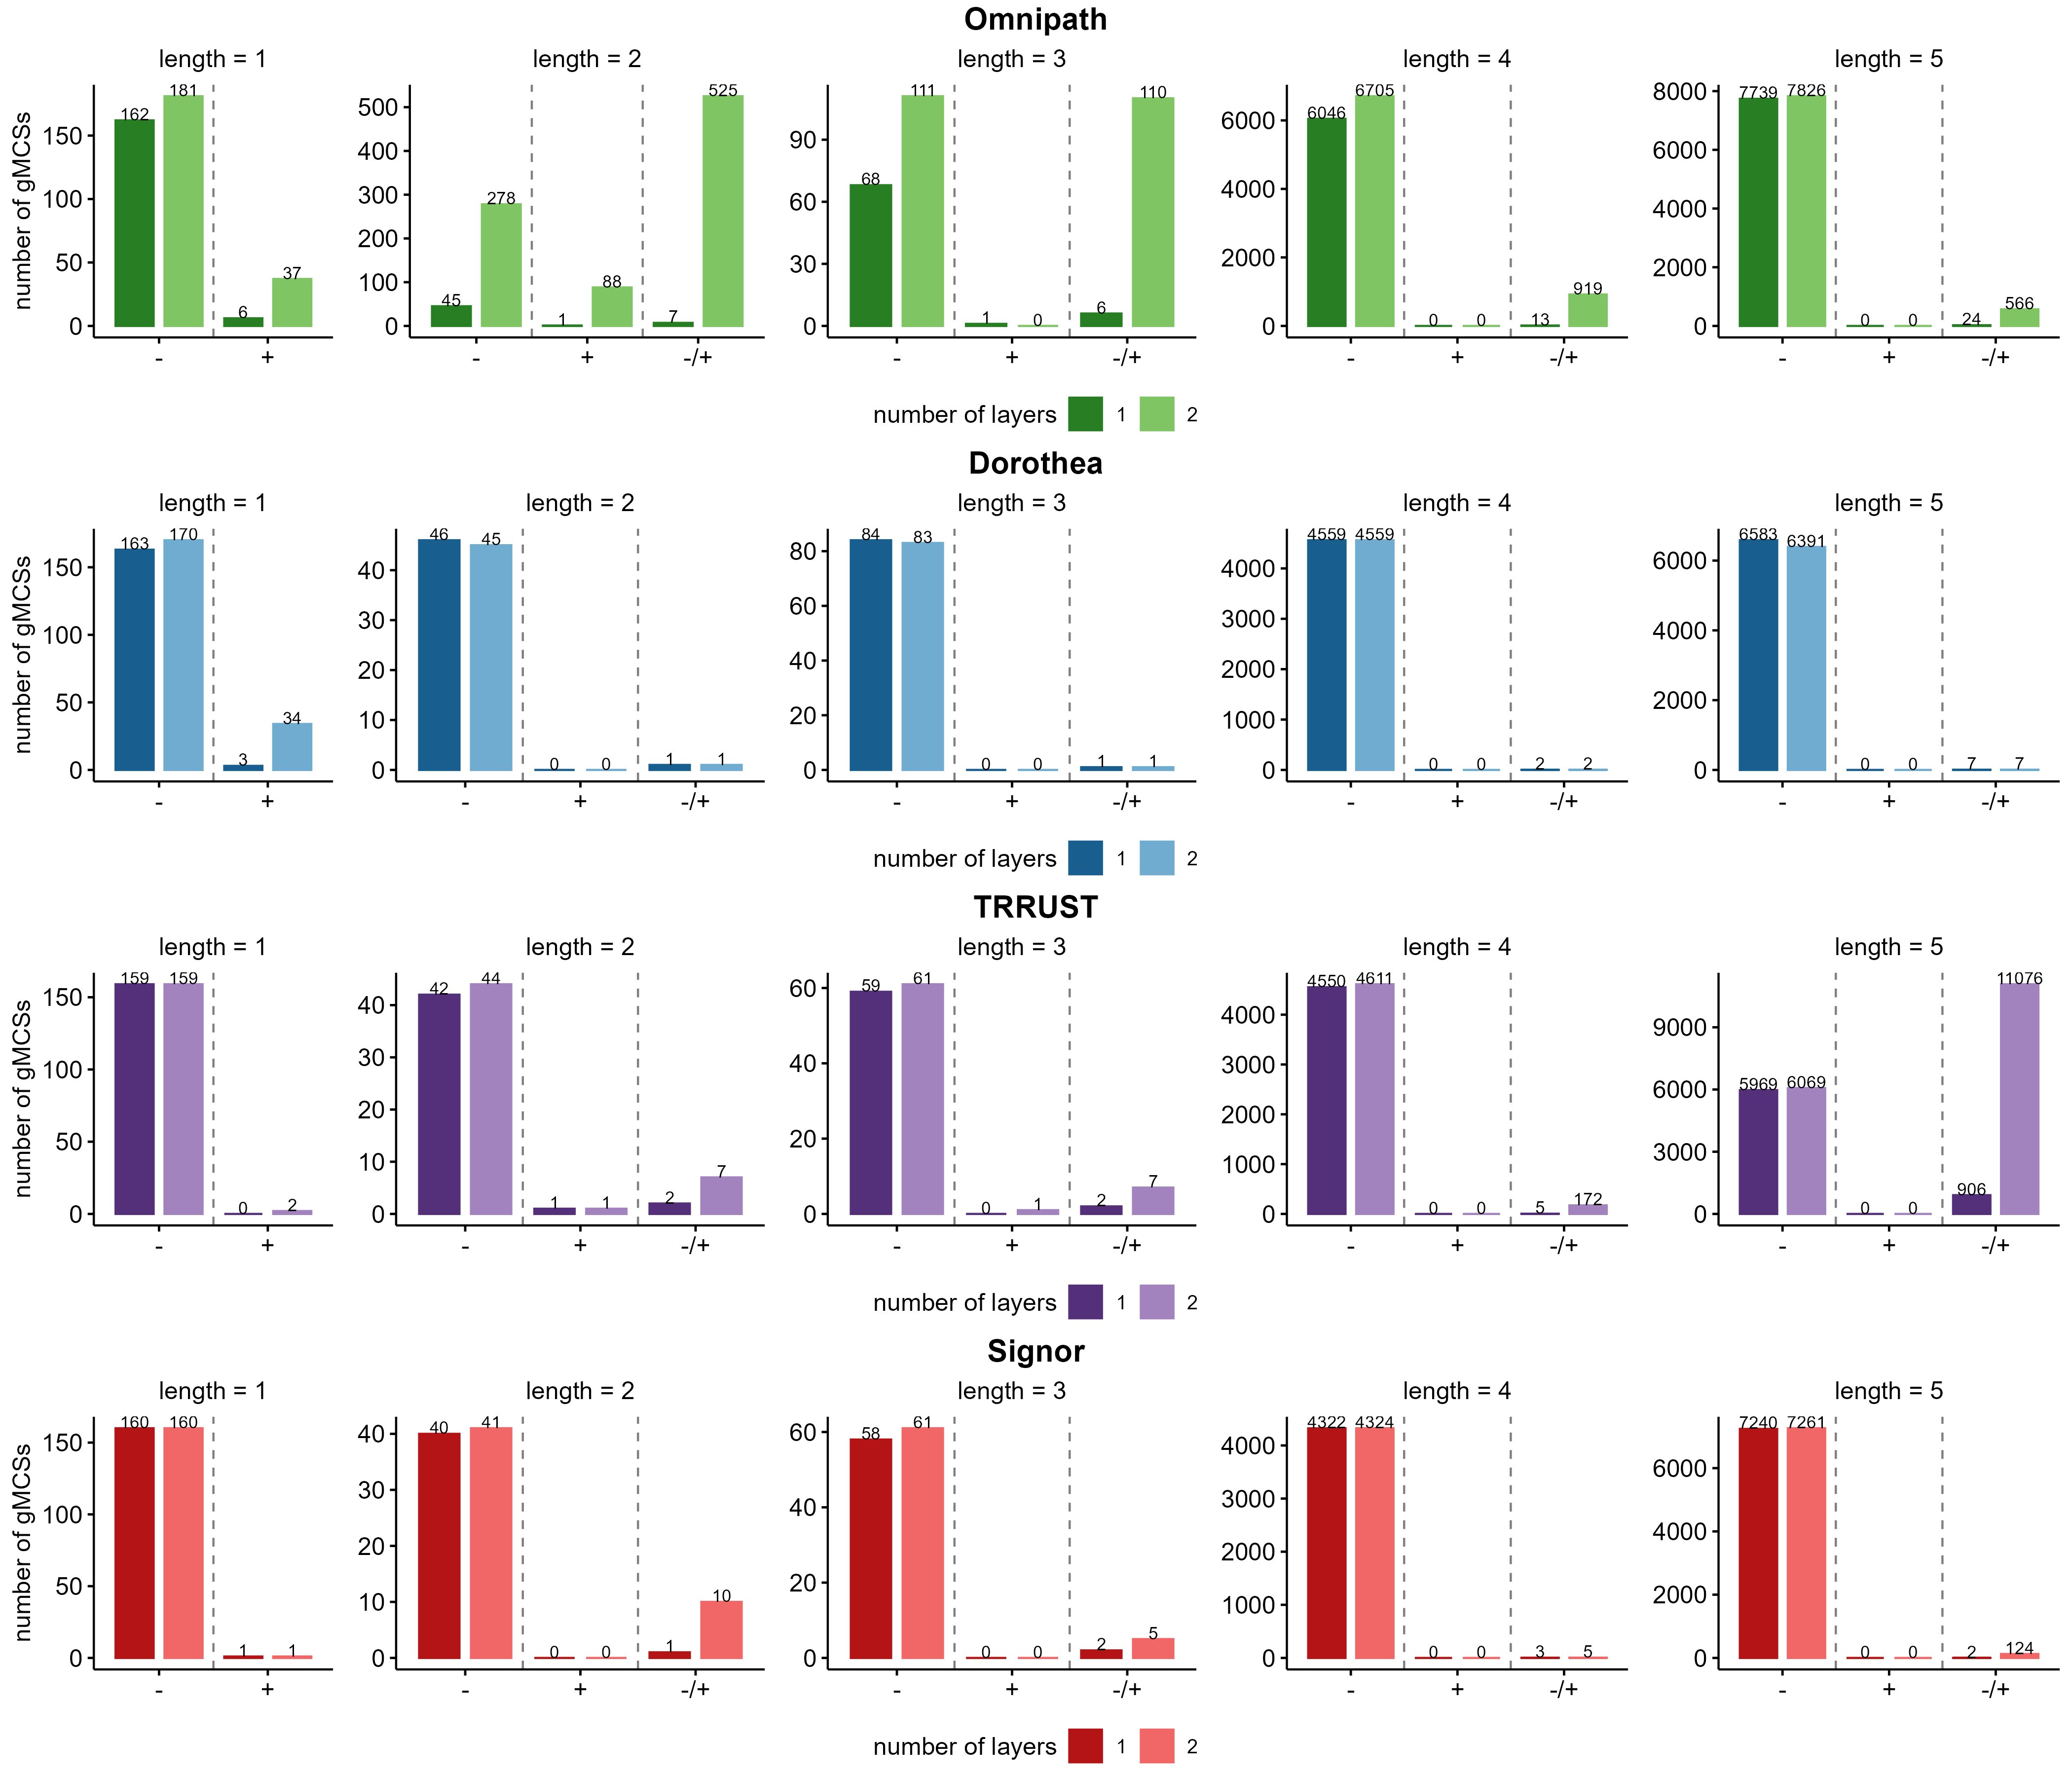 Omnipath
length = 1 length = 2 length = 3 length = 4 length = 5
number of gMCSs
150
100
50
0
162 181 6 37
- +
500
400
300
200
100
0
45 278 1 88 7 525
- + -/+
90
60
30
0
68 111 1 0 6 110
- + -/+
6000
4000
2000
0
6046 6705 0 0 13 919
- + -/+
8000
6000
4000
2000
0
7739 7826 0 0 24 566
- + -/+
number of layers 1 2
Dorothea
length = 1 length = 2 length = 3 length = 4 length = 5
number of gMCSs
150
100
50
0
163 170 3 34
- +
40
30
20
10
0
46 45 0 0 1 1
- + -/+
80
60
40
20
0
84 83 0 0 1 1
- + -/+
4000
3000
2000
1000
0
4559 4559 0 0 2 2
- + -/+
6000
4000
2000
0
6583 6391 0 0 7 7
- + -/+
number of layers 1 2
TRRUST
length = 1 length = 2 length = 3 length = 4 length = 5
number of gMCSs
150
100
50
0
159 159 0 2
- +
40
30
20
10
0
42 44 1 1 2 7
- + -/+
60
40
20
0
59 61 0 1 2 7
- + -/+
4000
3000
2000
1000
0
4550 4611 0 0 5 172
- + -/+
9000
6000
3000
0
5969 6069 0 0 906 11076
- + -/+
number of layers 1 2
Signor
length = 1 length = 2 length = 3 length = 4 length = 5
number of gMCSs
150
100
50
0
160 160 1 1
- +
40
30
20
10
0
40 41 0 0 1 10
- + -/+
60
40
20
0
58 61 0 0 2 5
- + -/+
4000
3000
2000
1000
0
4322 4324 0 0 3 5
- + -/+
6000
4000
2000
0
7240 7261 0 0 2 124
- + -/+
number of layers 1 2